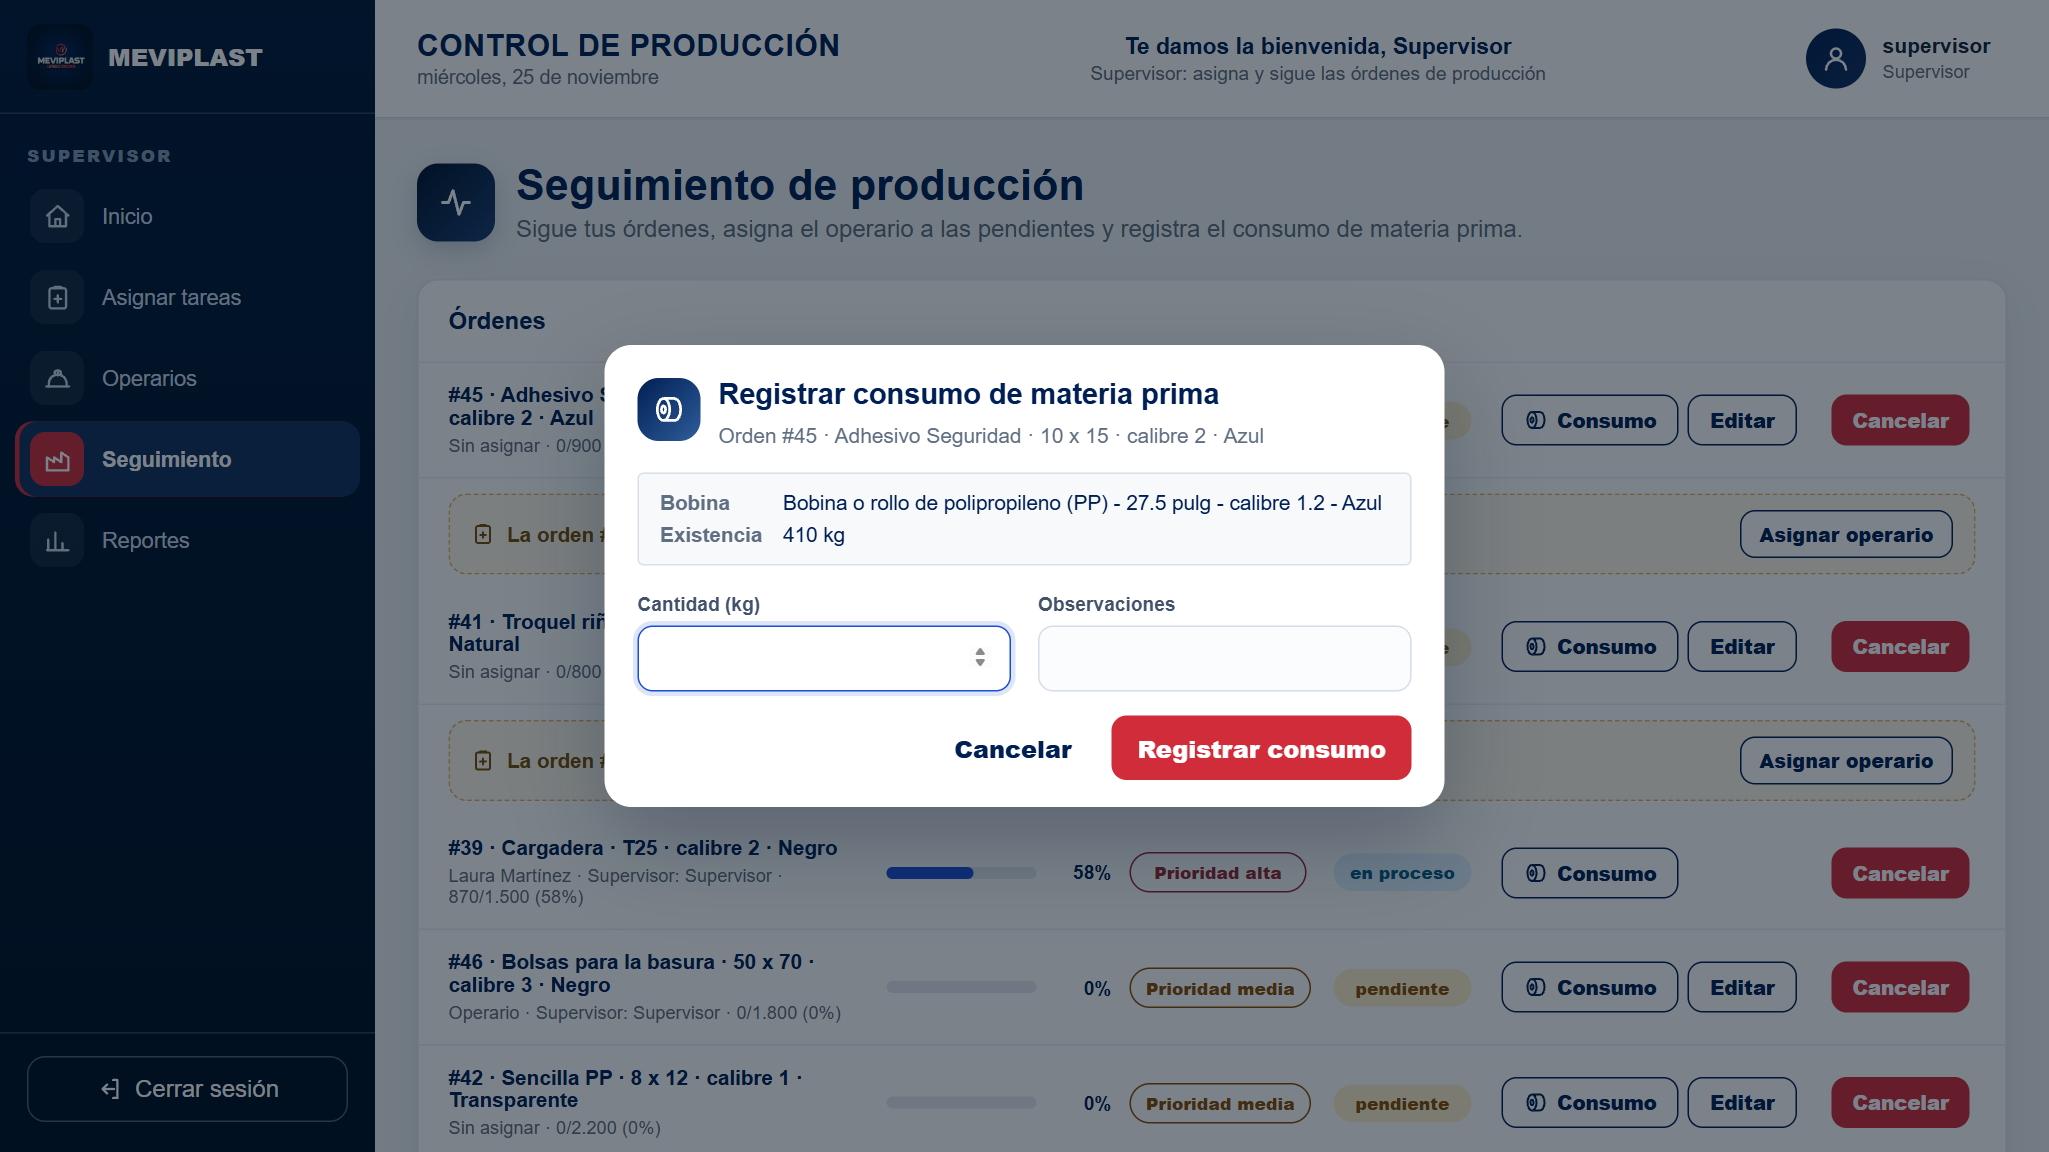 MEVIPLAST
MEVIPLAST
SUPERVISOR
Inicio
Asignar tareas
Operarios
Seguimiento
Reportes
Cerrar sesión
CONTROL DE PRODUCCIÓN
miércoles, 25 de noviembre
Te damos la bienvenida, Supervisor
Supervisor: asigna y sigue las órdenes de producción
supervisor
Supervisor
Seguimiento de producción
Sigue tus órdenes, asigna el operario a las pendientes y registra el consumo de materia prima.
Órdenes
#45 · Adhesivo
calibre 2 · Azul
Sin asignar · 0/900
Consumo
Editar
Cancelar
La orden
Asignar operario
#41 · Troquel
Natural
Sin asignar · 0/800
Consumo
Editar
Cancelar
La orden
Asignar operario
Registrar consumo de materia prima
Orden #45 · Adhesivo Seguridad · 10 x 15 · calibre 2 · Azul
Bobina Bobina o rollo de polipropileno (PP) - 27.5 pulg - calibre 1.2 - Azul
Existencia 410 kg
Cantidad (kg)
Observaciones
Cancelar
Registrar consumo
#39 · Cargadera · T25 · calibre 2 · Negro
Laura Martínez · Supervisor: Supervisor ·
870/1.500 (58%)
58%
Prioridad alta
en proceso
Consumo
Cancelar
#46 · Bolsas para la basura · 50 x 70 ·
calibre 3 · Negro
Operario · Supervisor: Supervisor · 0/1.800 (0%)
0%
Prioridad media
pendiente
Consumo
Editar
Cancelar
#42 · Sencilla PP · 8 x 12 · calibre 1 ·
Transparente
Sin asignar · 0/2.200 (0%)
0%
Prioridad media
pendiente
Consumo
Editar
Cancelar